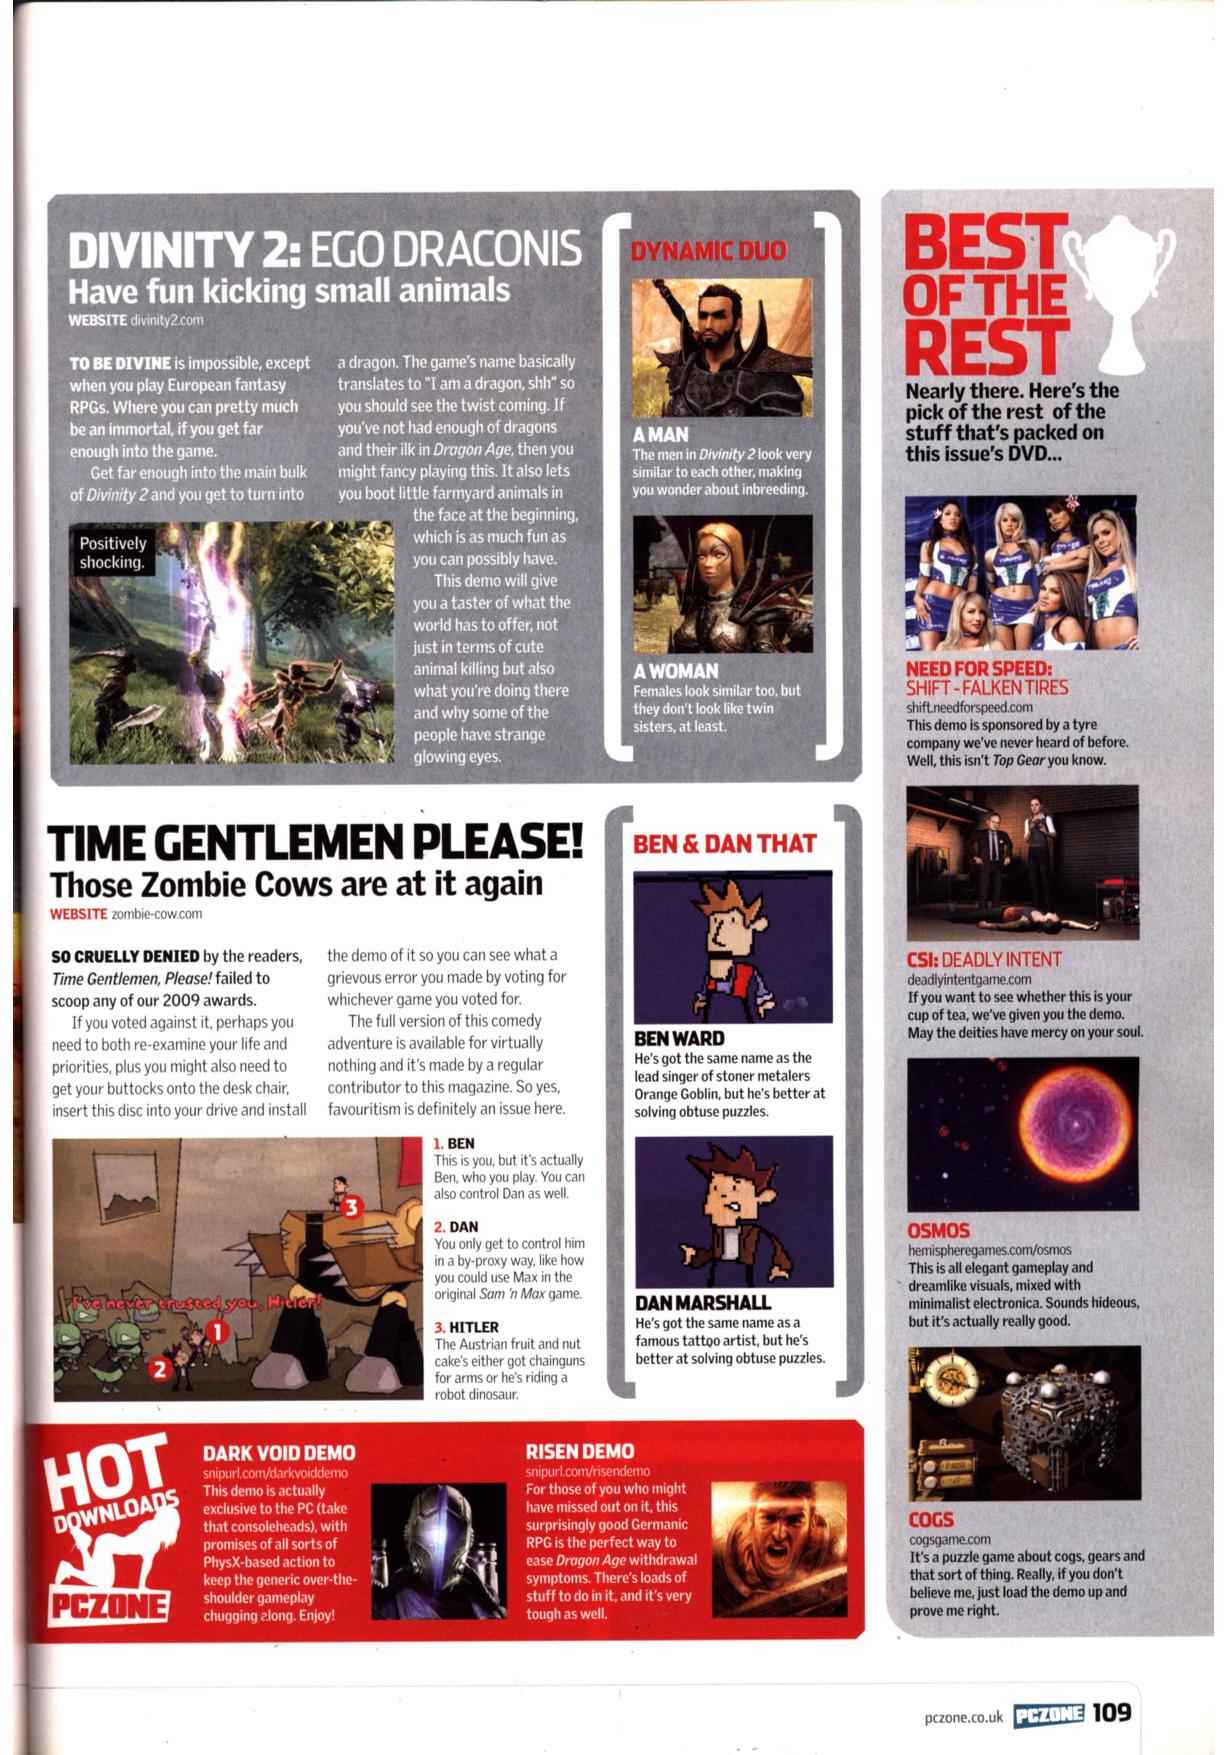 DIVINITY 2: EGO DRACONIS
Have fun kicking small animals
WEBSITE divinity2.com
TO BE DIVINE is impossible, except
when you play European fantasy
RPGs. Where you can pretty much
be an immortal, if you get far
enough into the game.
Get far enough into the main bulk
of Divinity 2 and you get to turn into
a dragon. The game's name basically
translates to "I am a dragon, shh" so
you should see the twist coming. If
you've not had enough of dragons
and their ilk in Dragon Age, then you
might fancy playing this. It also lets
you boot little farmyard animals in
the face at the beginning,
which is as much fun as
you can possibly have.
This demo will give
you a taster of what the
world has to offer, not
just in terms of cute
animal killing but also
what you're doing there
and why some of the
people have strange
glowing eyes.
Positively
shocking.
DYNAMIC DUO
A MAN
The men in Divinity 2 look very
similar to each other, making
you wonder about inbreeding.
A WOMAN
Females look similar too, but
they don't look like twin
sisters, at least.
TIME GENTLEMEN PLEASE!
Those Zombie Cows are at it again
WEBSITE zombie-cow.com
SO CRUELLY DENIED by the readers,
Time Gentlemen, Please! failed to
scoop any of our 2009 awards.
If you voted against it, perhaps you
need to both re-examine your life and
priorities, plus you might also need to
get your buttocks onto the desk chair,
insert this disc into your drive and install
the demo of it so you can see what a
grievous error you made by voting for
whichever game you voted for.
The full version of this comedy
adventure is available for virtually
nothing and it's made by a regular
contributor to this magazine. So yes,
favouritism is definitely an issue here.
I've never trusted you, Hitler!
1
2
3
1. BEN
This is you, but it's actually
Ben, who you play. You can
also control Dan as well.
2. DAN
You only get to control him
in a by-proxy way, like how
you could use Max in the
original Sam 'n Max game.
3. HITLER
The Austrian fruit and nut
cake's either got chainguns
for arms or he's riding a
robot dinosaur.
BEN & DAN THAT
BEN WARD
He's got the same name as the
lead singer of stoner metalers
Orange Goblin, but he's better at
solving obtuse puzzles.
DAN MARSHALL
He's got the same name as a
famous tattoo artist, but he's
better at solving obtuse puzzles.
HOT
DOWNLOADS
PCZONE
DARK VOID DEMO
snipurl.com/darkvoiddemo
This demo is actually
exclusive to the PC (take
that consoleheads), with
promises of all sorts of
PhysX-based action to
keep the generic over-the-
shoulder gameplay
chugging along. Enjoy!
RISEN DEMO
snipurl.com/risendemo
For those of you who might
have missed out on it, this
surprisingly good Germanic
RPG is the perfect way to
ease Dragon Age withdrawal
symptoms. There's loads of
stuff to do in it, and it's very
tough as well.
BEST
OF THE
REST
Nearly there. Here's the
pick of the rest of the
stuff that's packed on
this issue's DVD...
NEED FOR SPEED:
SHIFT - FALKEN TIRES
shift.needforspeed.com
This demo is sponsored by a tyre
company we've never heard of before.
Well, this isn't Top Gear you know.
CSI: DEADLY INTENT
deadlyintentgame.com
If you want to see whether this is your
cup of tea, we've given you the demo.
May the deities have mercy on your soul.
OSMOS
hemispheregames.com/osmos
This is all elegant gameplay and
dreamlike visuals, mixed with
minimalist electronica. Sounds hideous,
but it's actually really good.
PAUSE
COGS
cogsgame.com
It's a puzzle game about cogs, gears and
that sort of thing. Really, if you don't
believe me, just load the demo up and
prove me right.
pczone.co.uk PCZONE 109